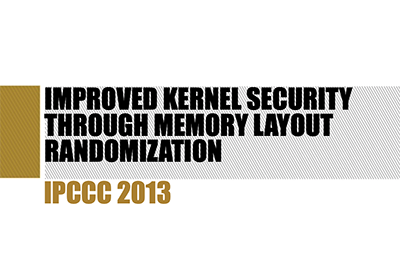 IMPROVED KERNEL SECURITY
THROUGH MEMORY LAYOUT
RANDOMIZATION
IPCCC 2013